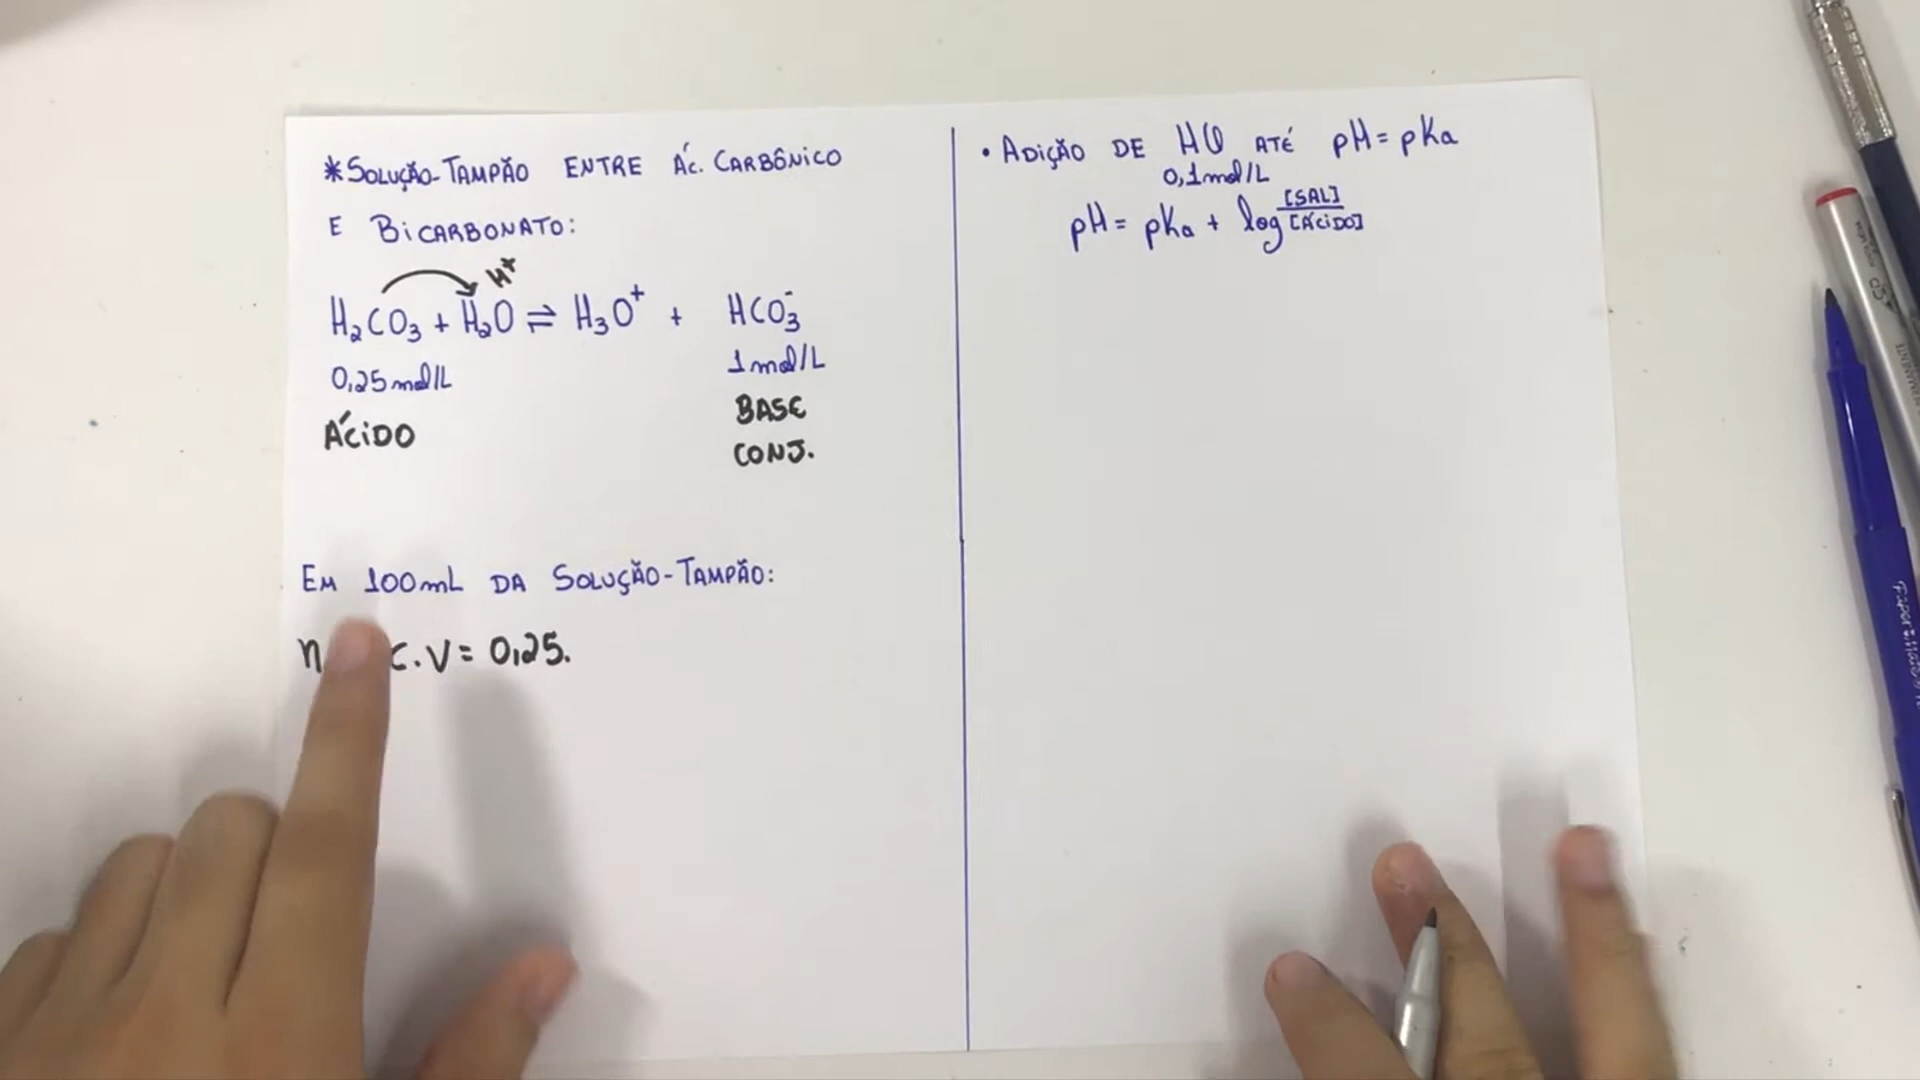 *SOLUÇÃO-TAMPÃO ENTRE ÁC. CARBÔNICO
E BiCARBONATO:
H⁺
H₂CO₃ + H₂O ⇌ H₃O⁺ + HCO₃⁻
0,25 mol/L 1 mol/L
ÁCiDO BASE
CONJ.
EM 100mL DA SOLUÇÃO-TAMPÃO:
n c.V = 0,25.
• ADiÇÃO DE HCl ATÉ pH = pKa
0,1 mol/L
pH = pKa + log [SAL]/[ÁCiDO]